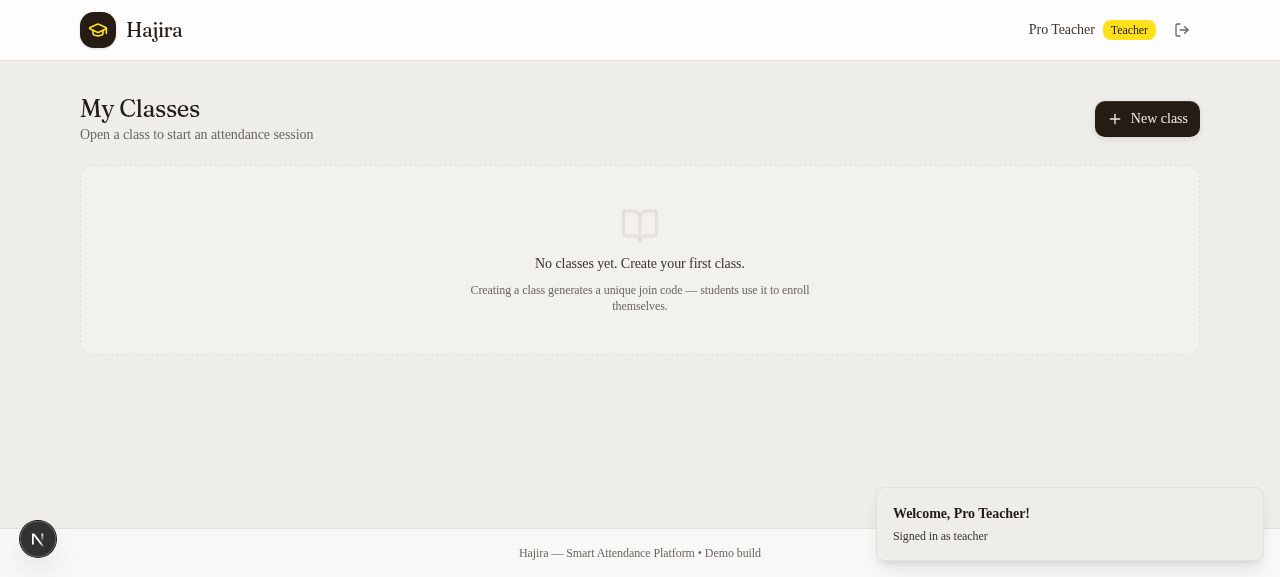 Hajira
Pro Teacher
Teacher
My Classes
Open a class to start an attendance session
New class
No classes yet. Create your first class.
Creating a class generates a unique join code — students use it to enroll
themselves.
Welcome, Pro Teacher!
Signed in as teacher
N
Hajira — Smart Attendance Platform • Demo build